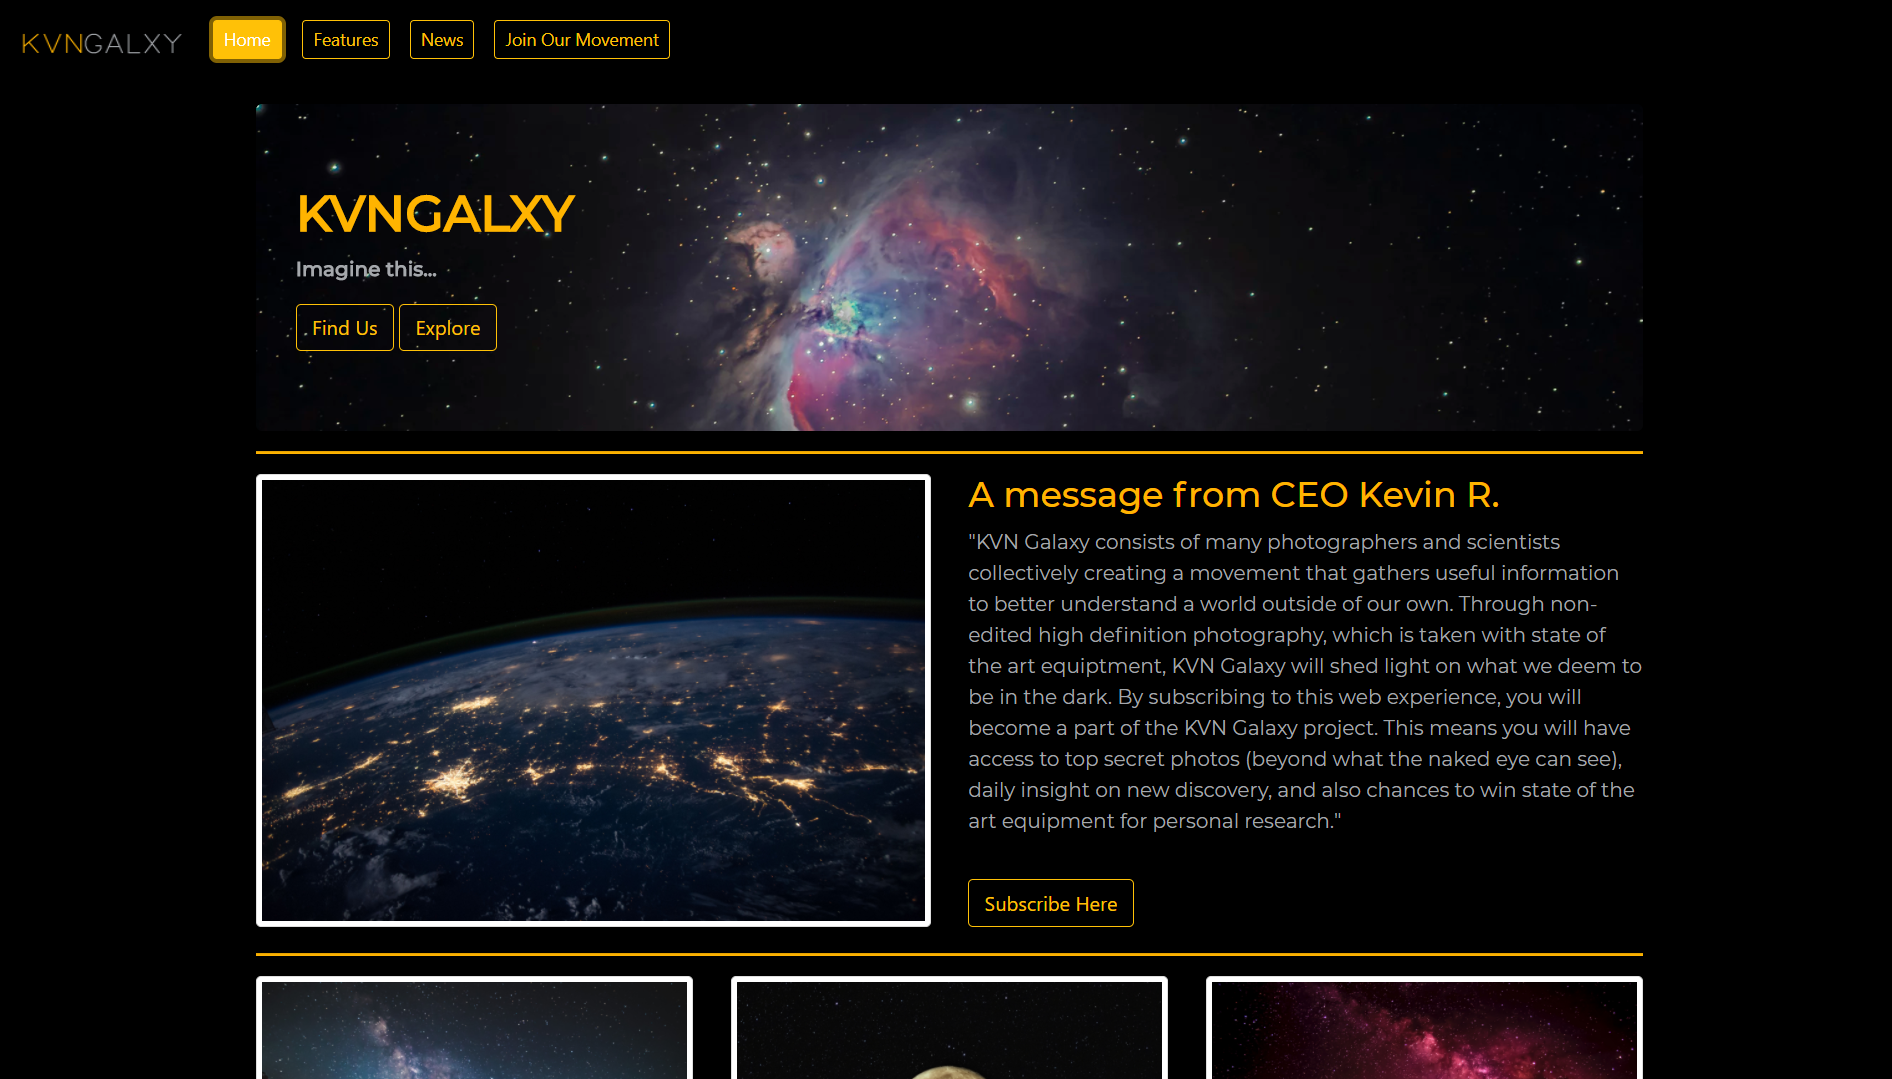 KVNGALXY
Home
Features
News
Join Our Movement
KVNGALXY
Imagine this...
Find Us
Explore
A message from CEO Kevin R.
"KVN Galaxy consists of many photographers and scientists
collectively creating a movement that gathers useful information
to better understand a world outside of our own. Through non-
edited high definition photography, which is taken with state of
the art equiptment, KVN Galaxy will shed light on what we deem to
be in the dark. By subscribing to this web experience, you will
become a part of the KVN Galaxy project. This means you will have
access to top secret photos (beyond what the naked eye can see),
daily insight on new discovery, and also chances to win state of the
art equipment for personal research."
Subscribe Here